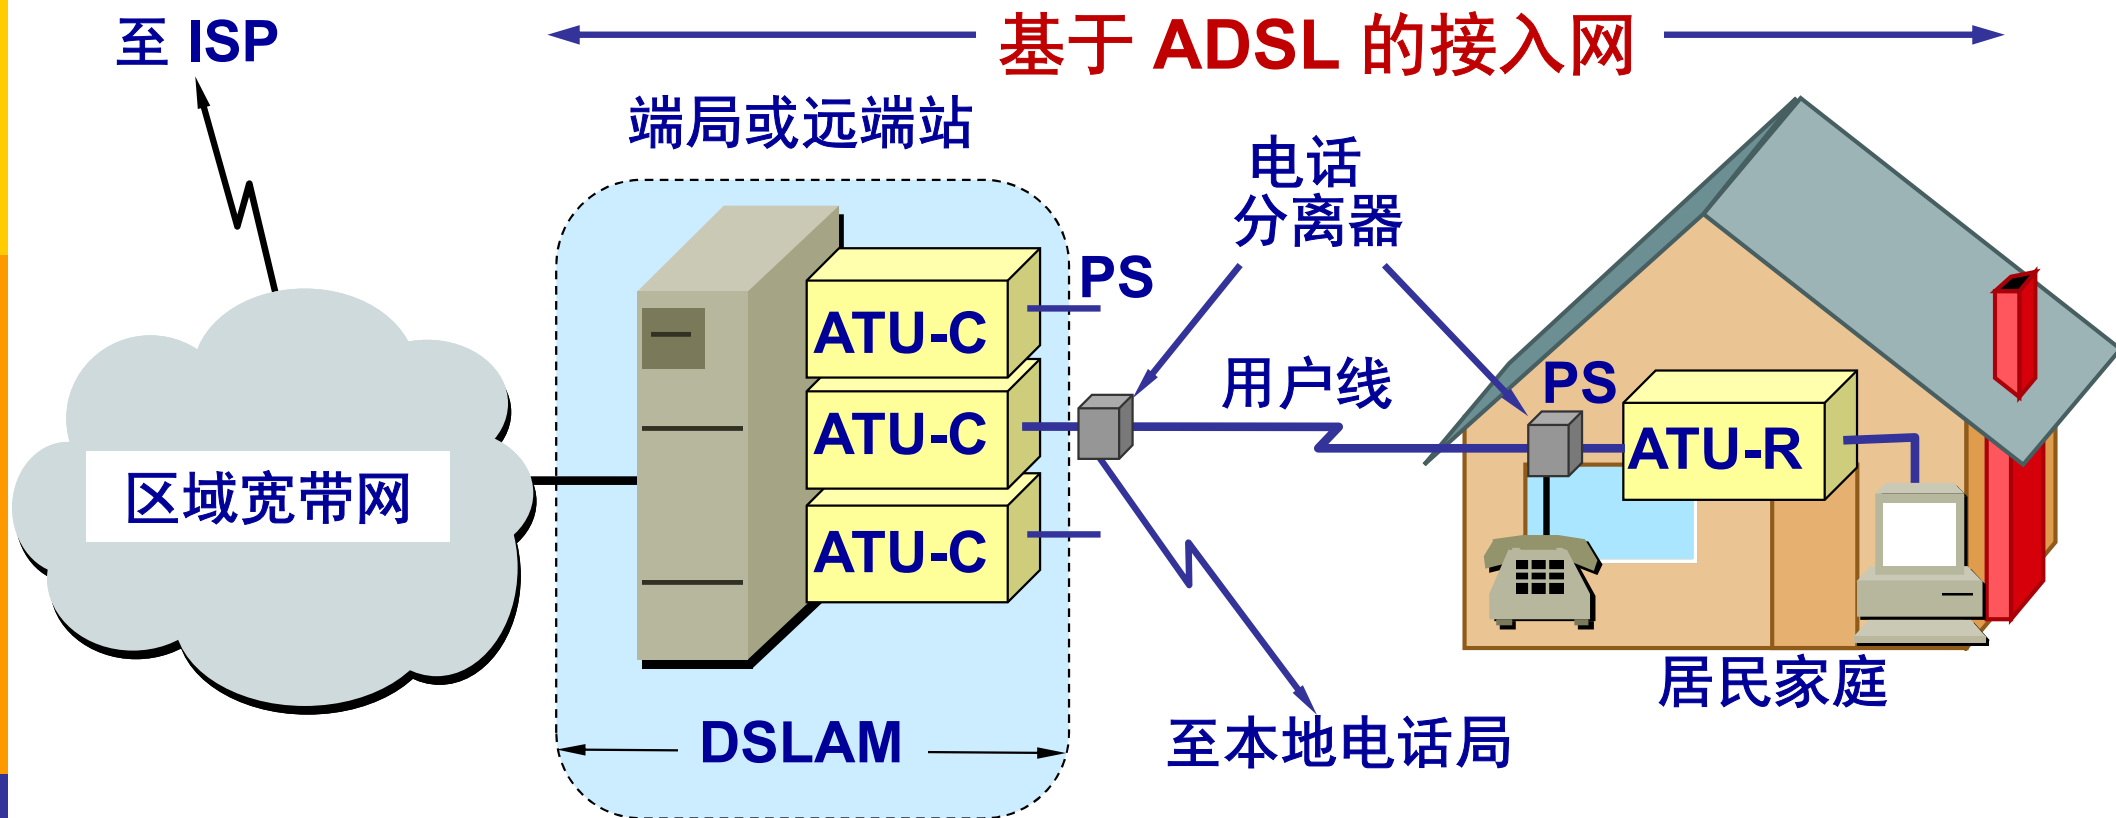 至 ISP
基于 ADSL 的接入网
端局或远端站
电话
分离器
PS
ATU-C
用户线
PS
ATU-C
ATU-R
区域宽带网
ATU-C
居民家庭
DSLAM
至本地电话局